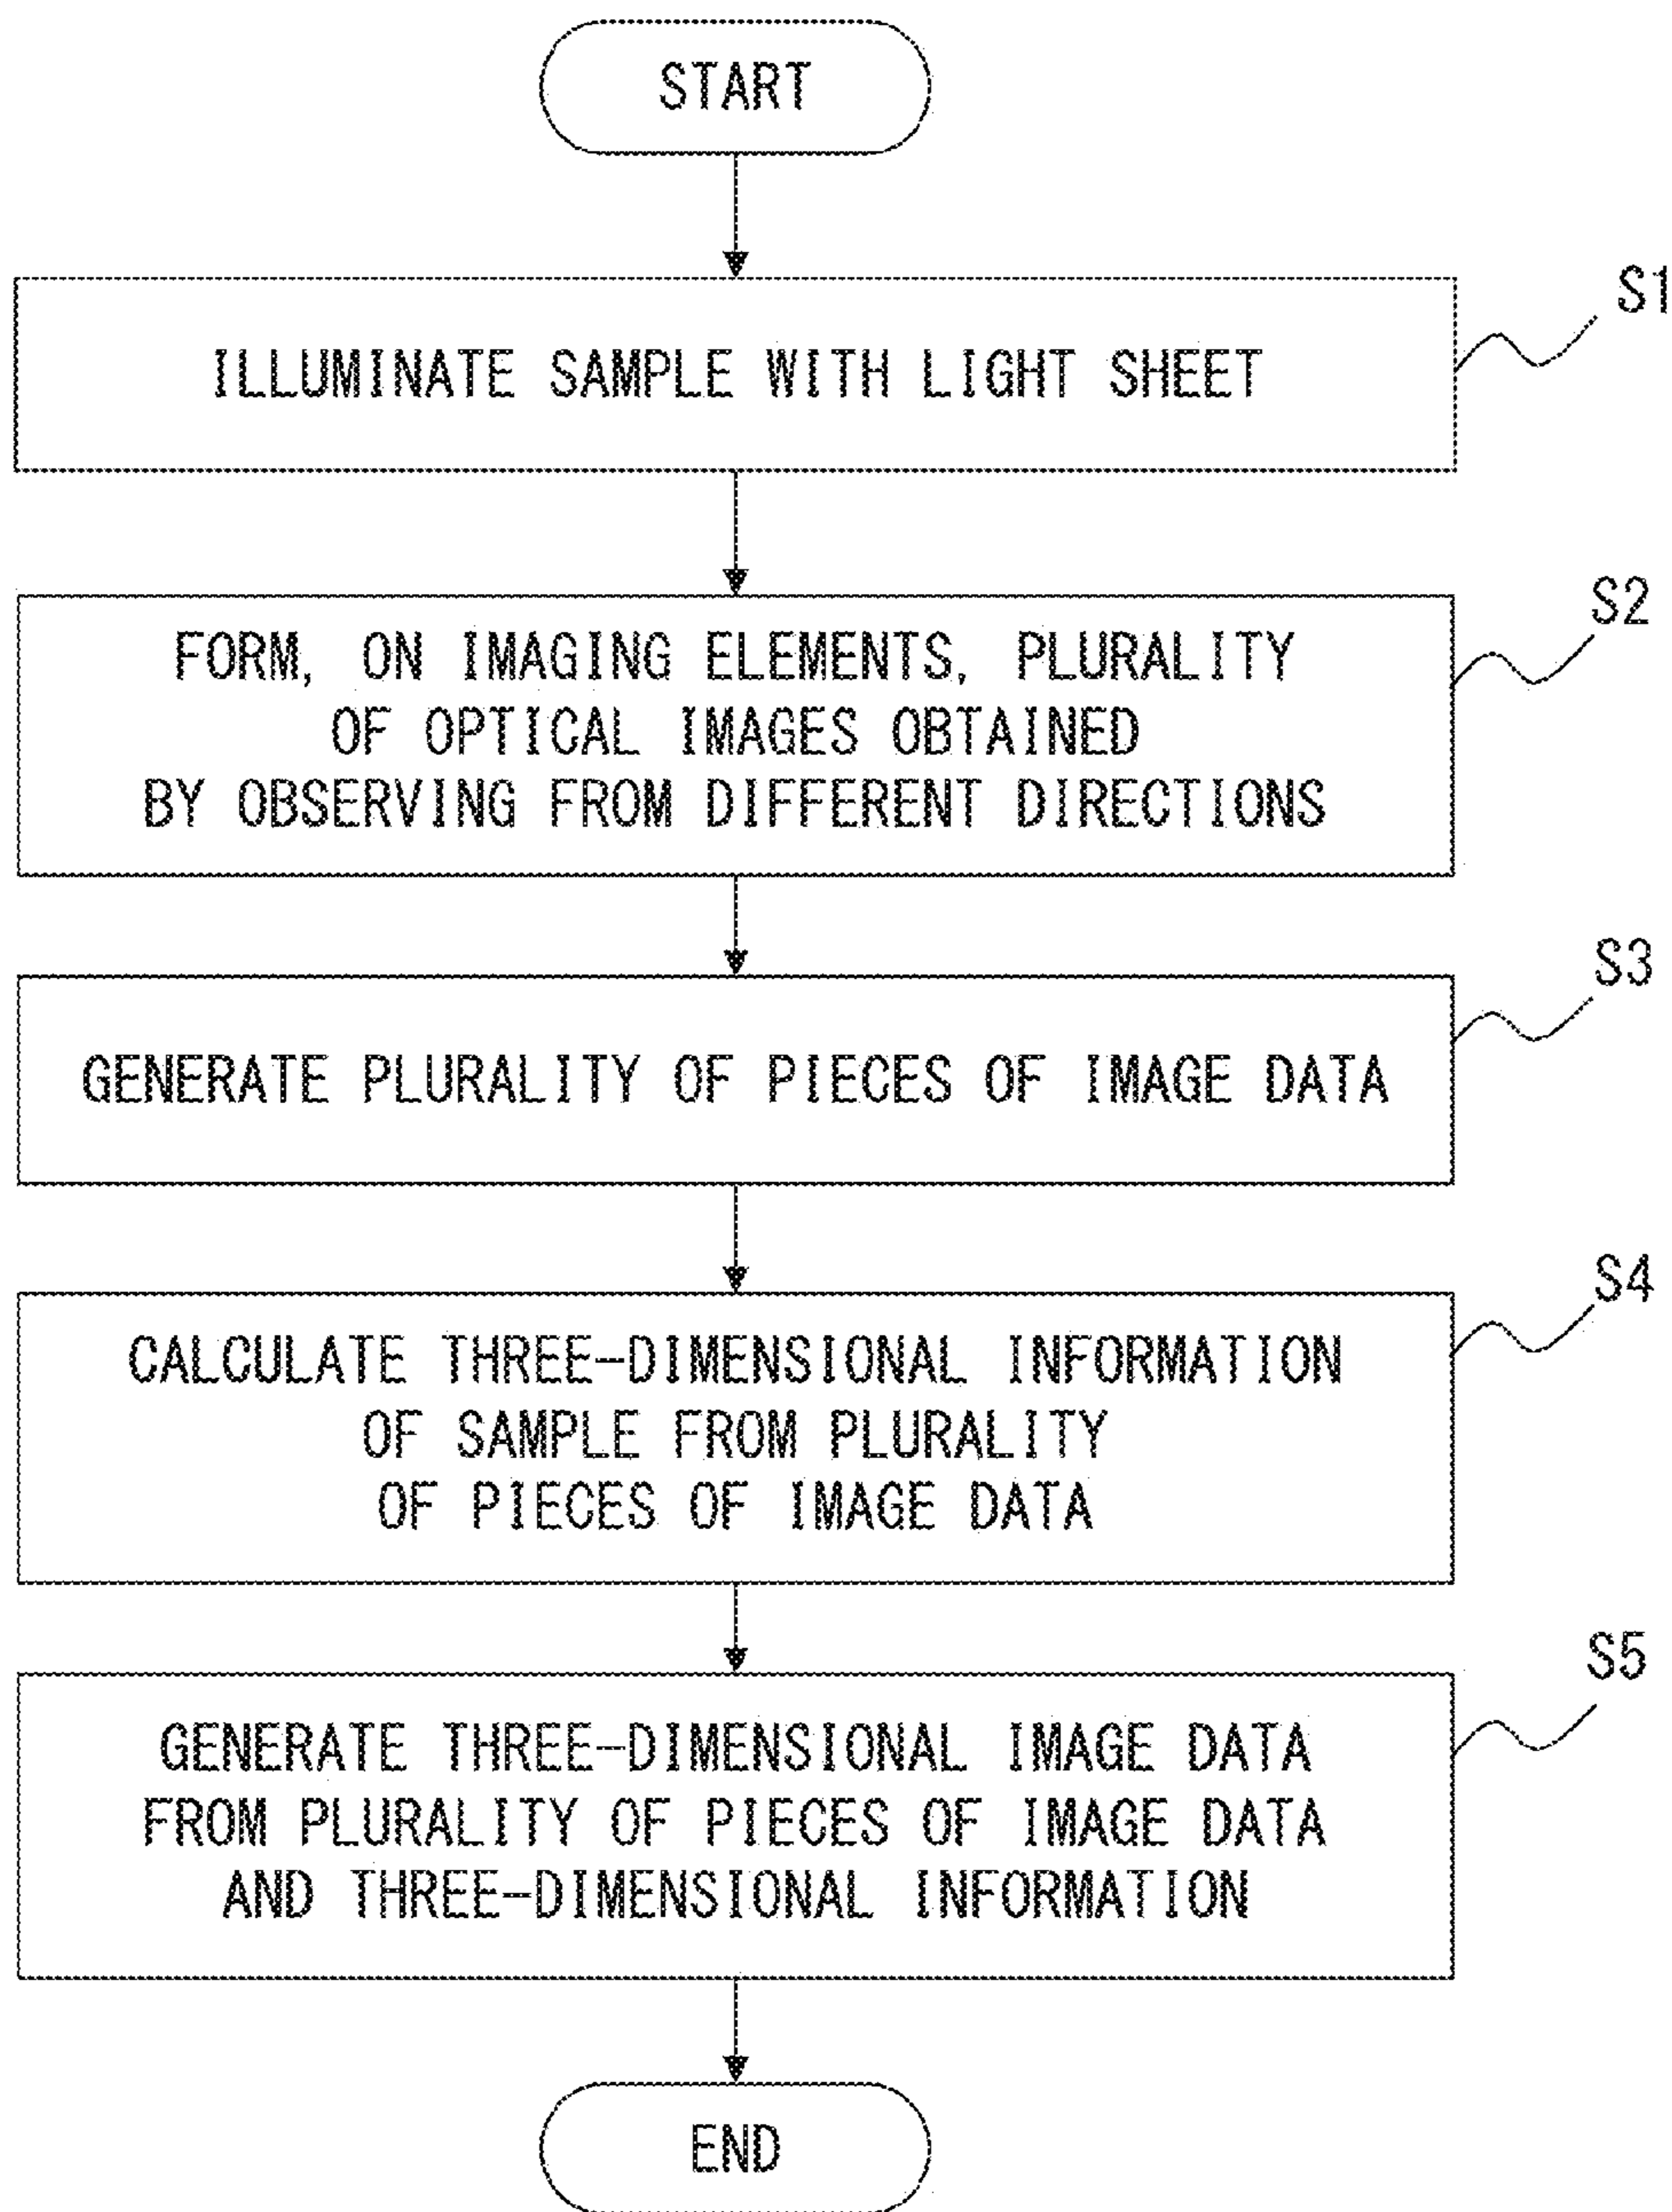 START
S1
ILLUMINATE SAMPLE WITH LIGHT SHEET
S2
FORM, ON IMAGING ELEMENTS, PLURALITY
OF OPTICAL IMAGES OBTAINED
BY OBSERVING FROM DIFFERENT DIRECTIONS
S3
GENERATE PLURALITY OF PIECES OF IMAGE DATA
S4
CALCULATE THREE-DIMENSIONAL INFORMATION
OF SAMPLE FROM PLURALITY
OF PIECES OF IMAGE DATA
S5
GENERATE THREE-DIMENSIONAL IMAGE DATA
FROM PLURALITY OF PIECES OF IMAGE DATA
AND THREE-DIMENSIONAL INFORMATION
END